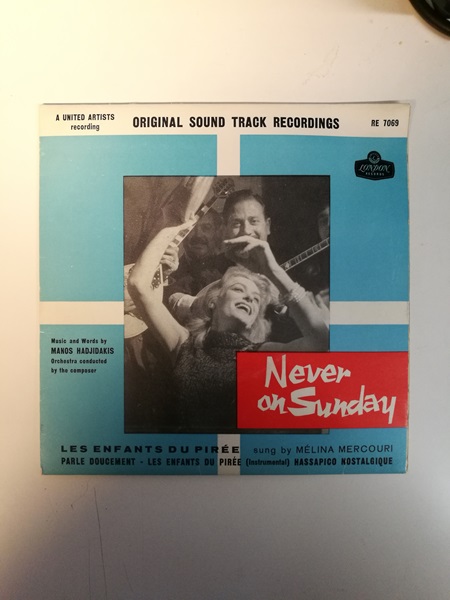 A UNITED ARTISTS
recording
ORIGINAL SOUND TRACK RECORDINGS
RE 7069
LONDON
RECORDS
Music and Words by
MANOS HADJIDAKIS
Orchestra conducted
by the composer
Never
on Sunday
LES ENFANTS DU PIRÉE sung by MÉLINA MERCOURI
PARLE DOUCEMENT - LES ENFANTS DU PIRÉE (Instrumental) HASSAPICO NOSTALGIQUE